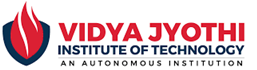 VIDYA JYOTHI
INSTITUTE OF TECHNOLOGY
AN AUTONOMOUS INSTITUTION